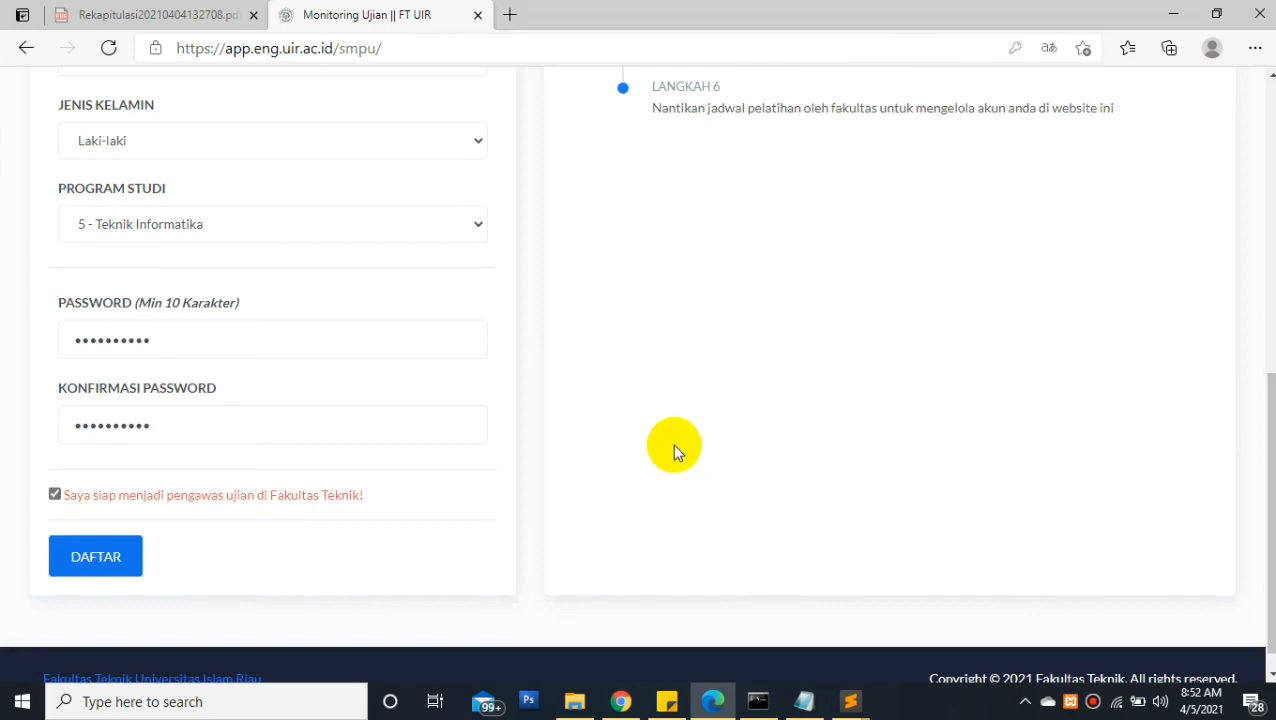 Rekapitulasi20210404132708.pd
Monitoring Ujian || FT UIR
https://app.eng.uir.ac.id/smpu/
LANGKAH 6
Nantikan jadwal pelatihan oleh fakultas untuk mengelola akun anda di website ini
JENIS KELAMIN
Laki-laki
PROGRAM STUDI
5 - Teknik Informatika
PASSWORD (Min 10 Karakter)
••••••••••
KONFIRMASI PASSWORD
••••••••••
Saya siap menjadi pengawas ujian di Fakultas Teknik!
DAFTAR
Fakultas Teknik Universitas Islam Riau
Copyright © 2021 Fakultas Teknik. All rights reserved.
Type here to search
99+
Ps
8:52 AM
4/5/2021
28